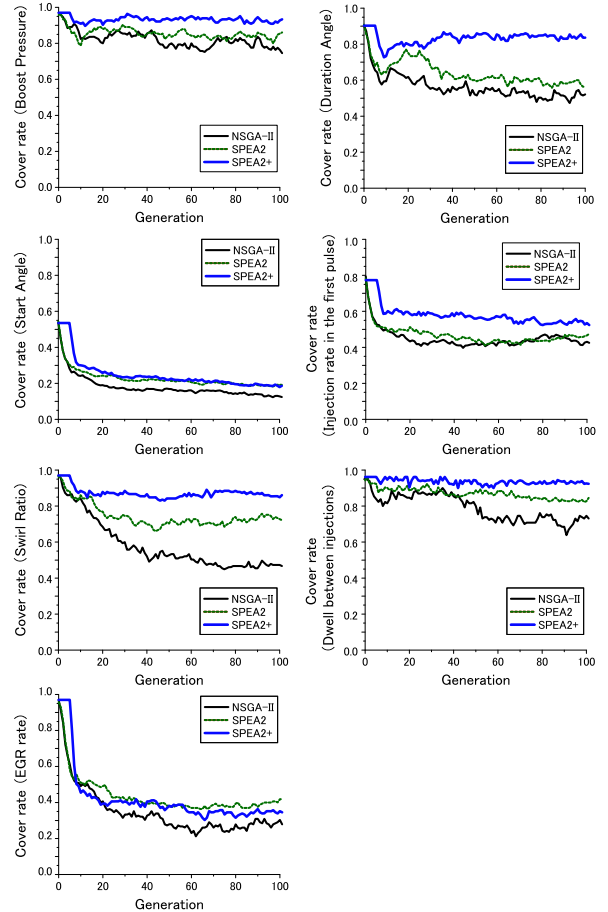 Cover rate (Boost Pressure)
1.0
0.8
0.6
0.4
0.2
0.0
NSGA-II
SPEA2
SPEA2+
0 20 40 60 80 100
Generation
Cover rate (Duration Angle)
1.0
0.8
0.6
0.4
0.2
0.0
NSGA-II
SPEA2
SPEA2+
0 20 40 60 80 100
Generation
Cover rate (Start Angle)
1.0
0.8
0.6
0.4
0.2
0.0
NSGA-II
SPEA2
SPEA2+
0 20 40 60 80 100
Generation
Cover rate
(Injection rate in the first pulse)
1.0
0.8
0.6
0.4
0.2
0.0
NSGA-II
SPEA2
SPEA2+
0 20 40 60 80 100
Generation
Cover rate (Swirl Ratio)
1.0
0.8
0.6
0.4
0.2
0.0
NSGA-II
SPEA2
SPEA2+
0 20 40 60 80 100
Generation
Cover rate
(Dwell between injections)
1.0
0.8
0.6
0.4
0.2
0.0
NSGA-II
SPEA2
SPEA2+
0 20 40 60 80 100
Generation
Cover rate (EGR rate)
1.0
0.8
0.6
0.4
0.2
0.0
NSGA-II
SPEA2
SPEA2+
0 20 40 60 80 100
Generation